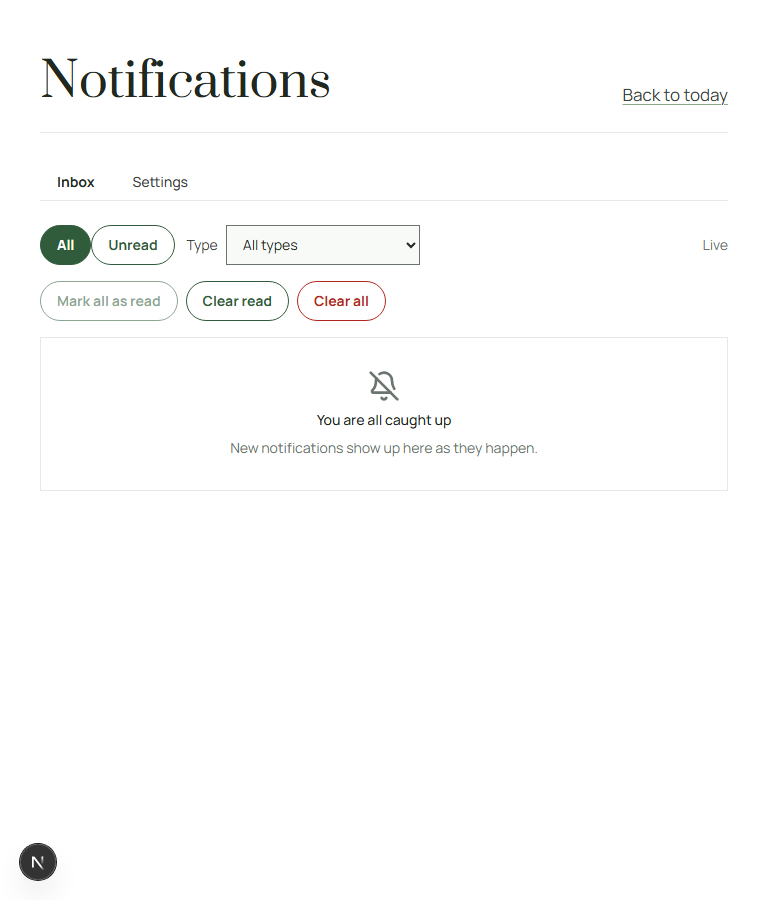 Notifications
Back to today
Inbox Settings
All Unread Type All types Live
Mark all as read Clear read Clear all
You are all caught up
New notifications show up here as they happen.
N